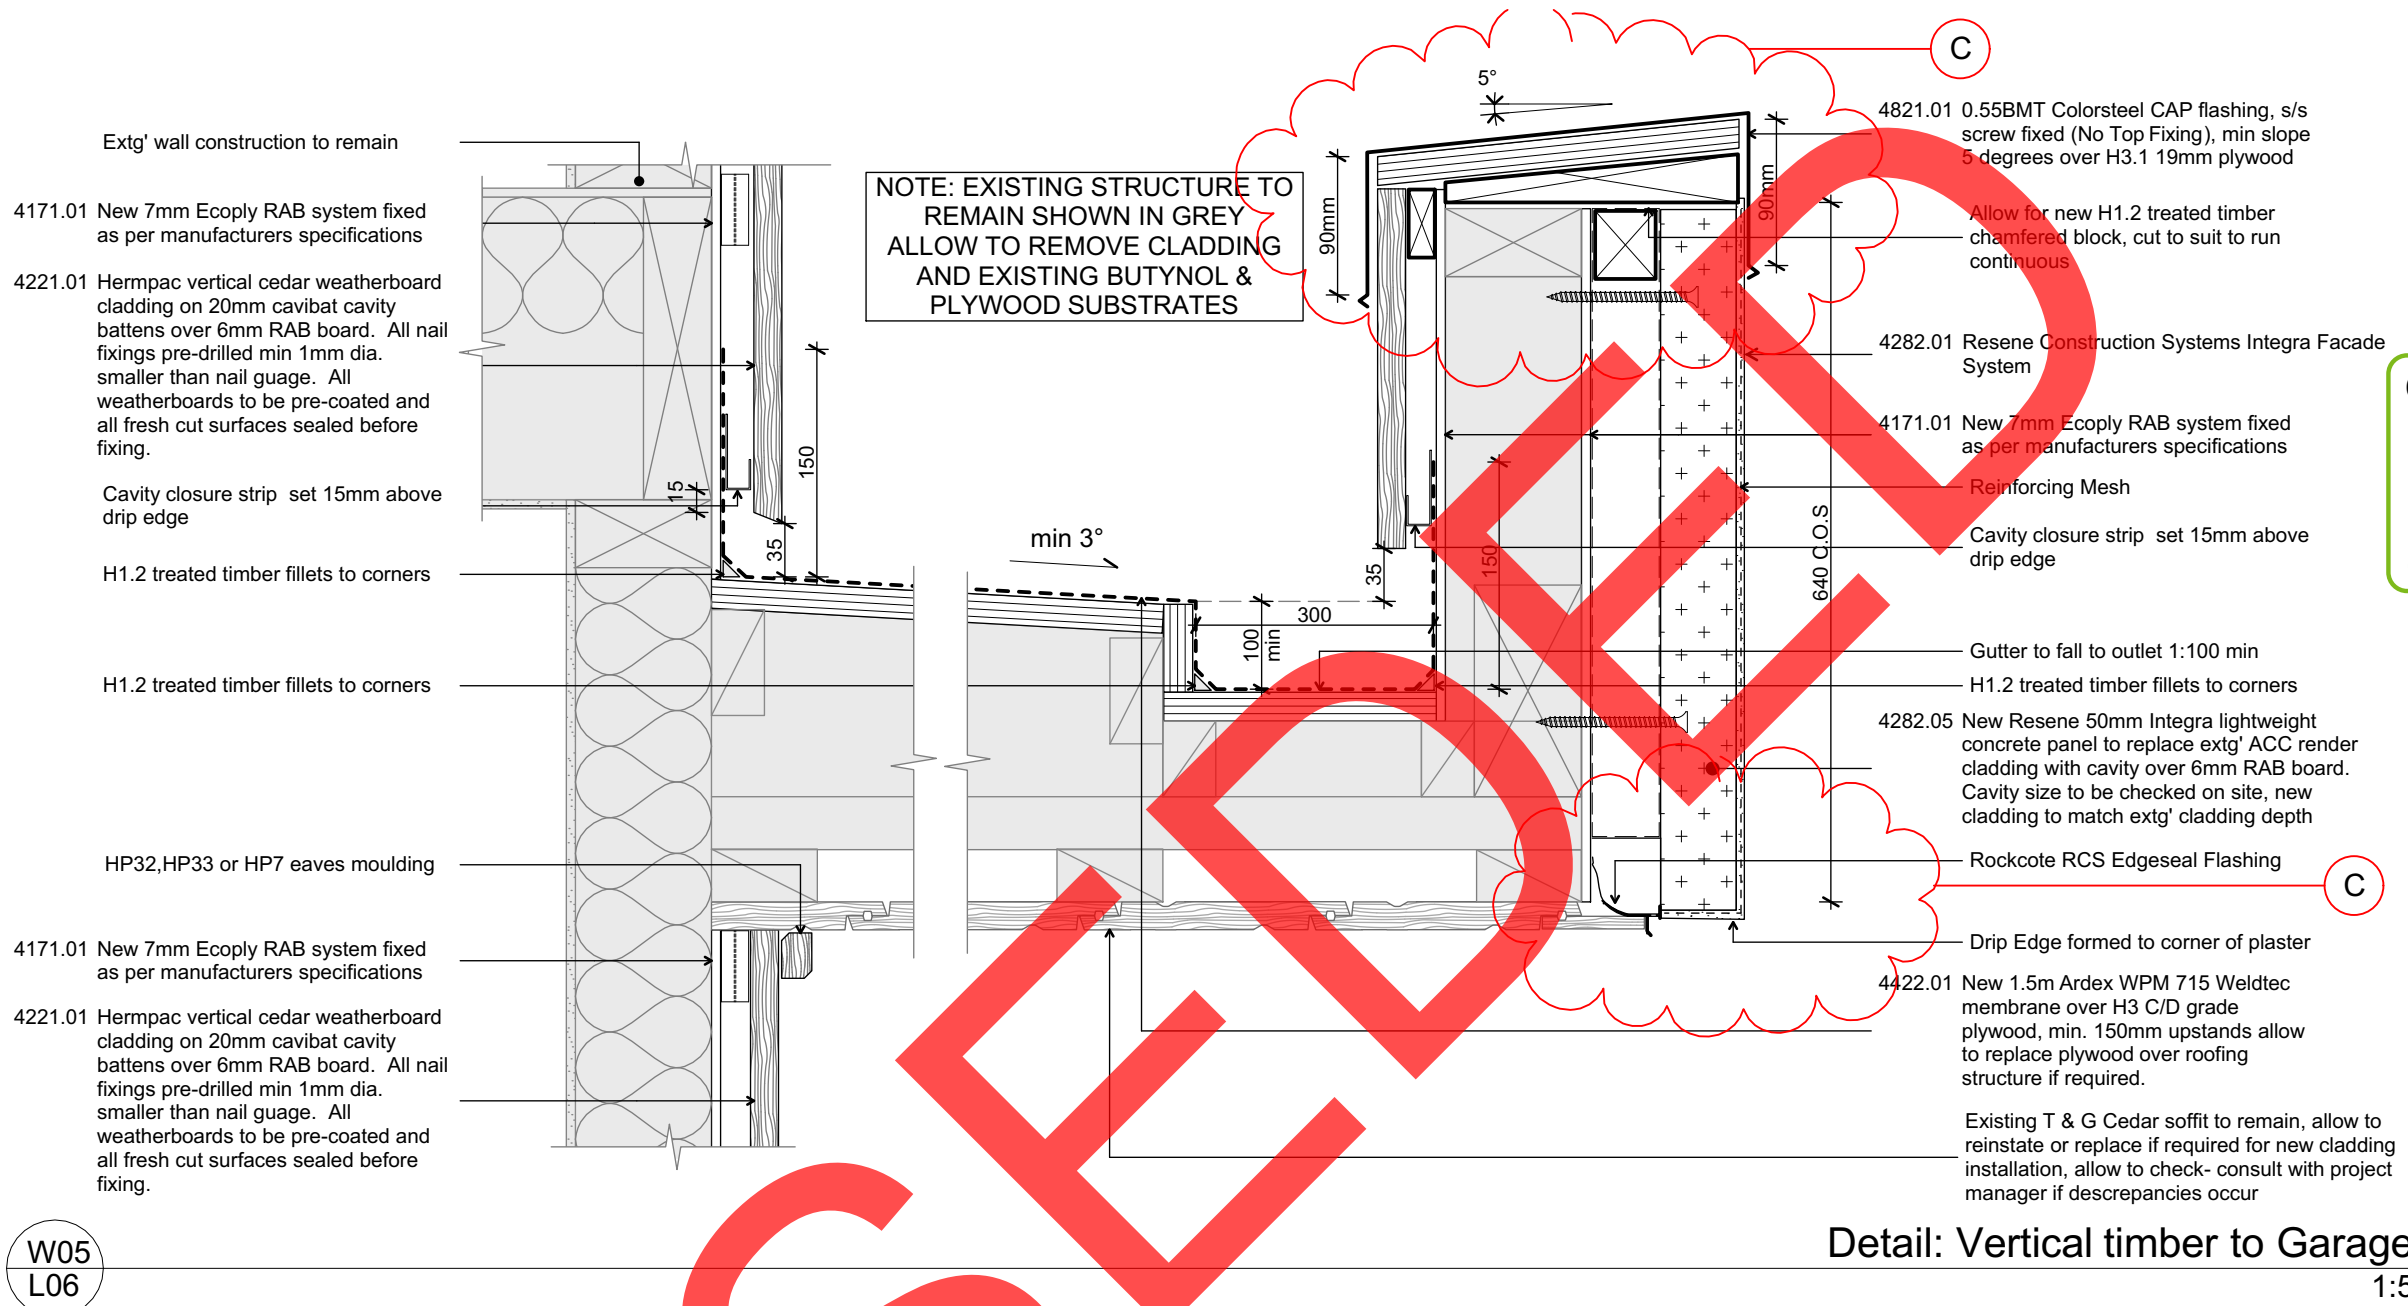 Extg' wall construction to remain
4171.01 New 7mm Ecoply RAB system fixed
as per manufacturers specifications
4221.01 Hermpac vertical cedar weatherboard
cladding on 20mm cavibat cavity
battens over 6mm RAB board. All nail
fixings pre-drilled min 1mm dia.
smaller than nail guage. All
weatherboards to be pre-coated and
all fresh cut surfaces sealed before
fixing.
Cavity closure strip set 15mm above
drip edge
H1.2 treated timber fillets to corners
H1.2 treated timber fillets to corners
HP32,HP33 or HP7 eaves moulding
4171.01 New 7mm Ecoply RAB system fixed
as per manufacturers specifications
4221.01 Hermpac vertical cedar weatherboard
cladding on 20mm cavibat cavity
battens over 6mm RAB board. All nail
fixings pre-drilled min 1mm dia.
smaller than nail guage. All
weatherboards to be pre-coated and
all fresh cut surfaces sealed before
fixing.
NOTE: EXISTING STRUCTURE TO
REMAIN SHOWN IN GREY
ALLOW TO REMOVE CLADDING
AND EXISTING BUTYNOL &
PLYWOOD SUBSTRATES
15
35
150
min 3°
100
min
300
35
150
90mm
5°
90mm
640 C.O.S
C
4821.01 0.55BMT Colorsteel CAP flashing, s/s
screw fixed (No Top Fixing), min slope
5 degrees over H3.1 19mm plywood
Allow for new H1.2 treated timber
chamfered block, cut to suit to run
continuous
4282.01 Resene Construction Systems Integra Facade
System
4171.01 New 7mm Ecoply RAB system fixed
as per manufacturers specifications
Reinforcing Mesh
Cavity closure strip set 15mm above
drip edge
Gutter to fall to outlet 1:100 min
H1.2 treated timber fillets to corners
4282.05 New Resene 50mm Integra lightweight
concrete panel to replace extg' ACC render
cladding with cavity over 6mm RAB board.
Cavity size to be checked on site, new
cladding to match extg' cladding depth
Rockcote RCS Edgeseal Flashing
C
Drip Edge formed to corner of plaster
4422.01 New 1.5m Ardex WPM 715 Weldtec
membrane over H3 C/D grade
plywood, min. 150mm upstands allow
to replace plywood over roofing
structure if required.
Existing T & G Cedar soffit to remain, allow to
reinstate or replace if required for new cladding
installation, allow to check- consult with project
manager if descrepancies occur
SEDED
W05
L06
Detail: Vertical timber to Garage
1:5